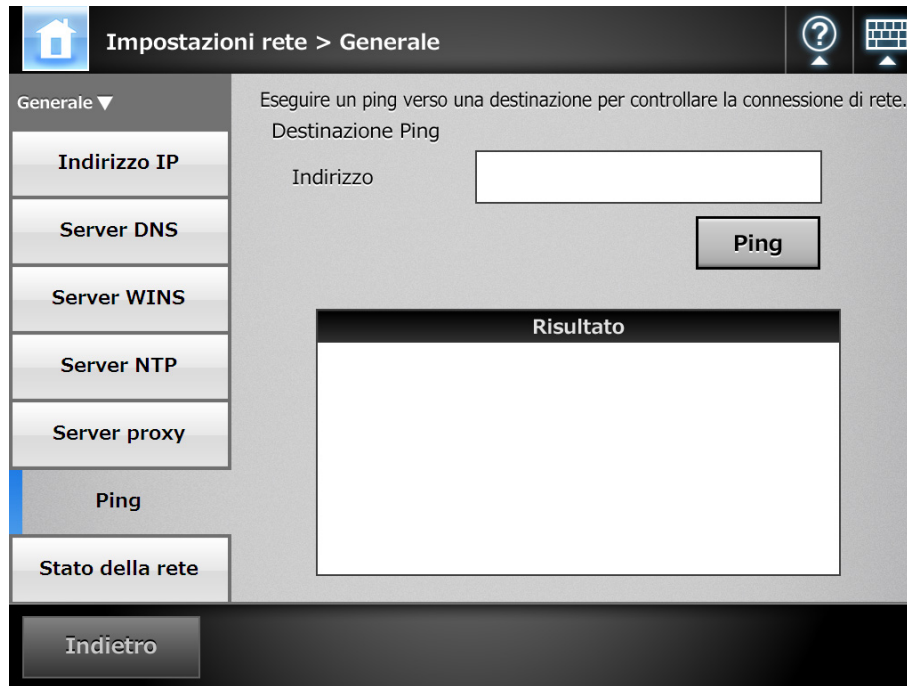 Impostazioni rete > Generale
?
Generale ▼
Indirizzo IP
Server DNS
Server WINS
Server NTP
Server proxy
Ping
Stato della rete
Eseguire un ping verso una destinazione per controllare la connessione di rete.
Destinazione Ping
Indirizzo
Ping
Risultato
Indietro